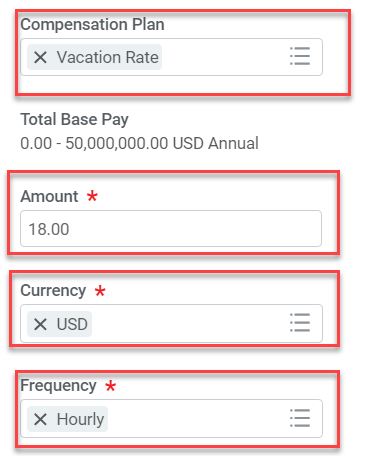 Compensation Plan
× Vacation Rate
Total Base Pay
0.00 - 50,000,000.00 USD Annual
Amount *
18.00
Currency *
× USD
Frequency *
× Hourly